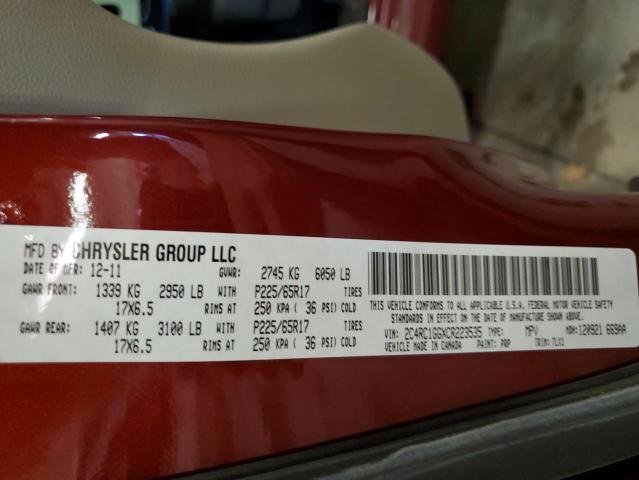 MFD BY CHRYSLER GROUP LLC
DATE OF MFR: 12-11 GVWR: 2745 KG 6050 LB
GAWR FRONT: 1339 KG 2950 LB WITH P225/65R17 TIRES
17X6.5 RIMS AT 250 KPA ( 36 PSI) COLD
GAWR REAR: 1407 KG 3100 LB WITH P225/65R17 TIRES
17X6.5 RIMS AT 250 KPA ( 36 PSI) COLD
THIS VEHICLE CONFORMS TO ALL APPLICABLE U.S.A. FEDERAL MOTOR VEHICLE SAFETY
STANDARDS IN EFFECT ON THE DATE OF MANUFACTURE SHOWN ABOVE.
VIN: 2C4RC1GGXCR223535 TYPE: MPV MDH: 120921 669AA
VEHICLE MADE IN CANADA PAINT: PRP TRIM: TLX1